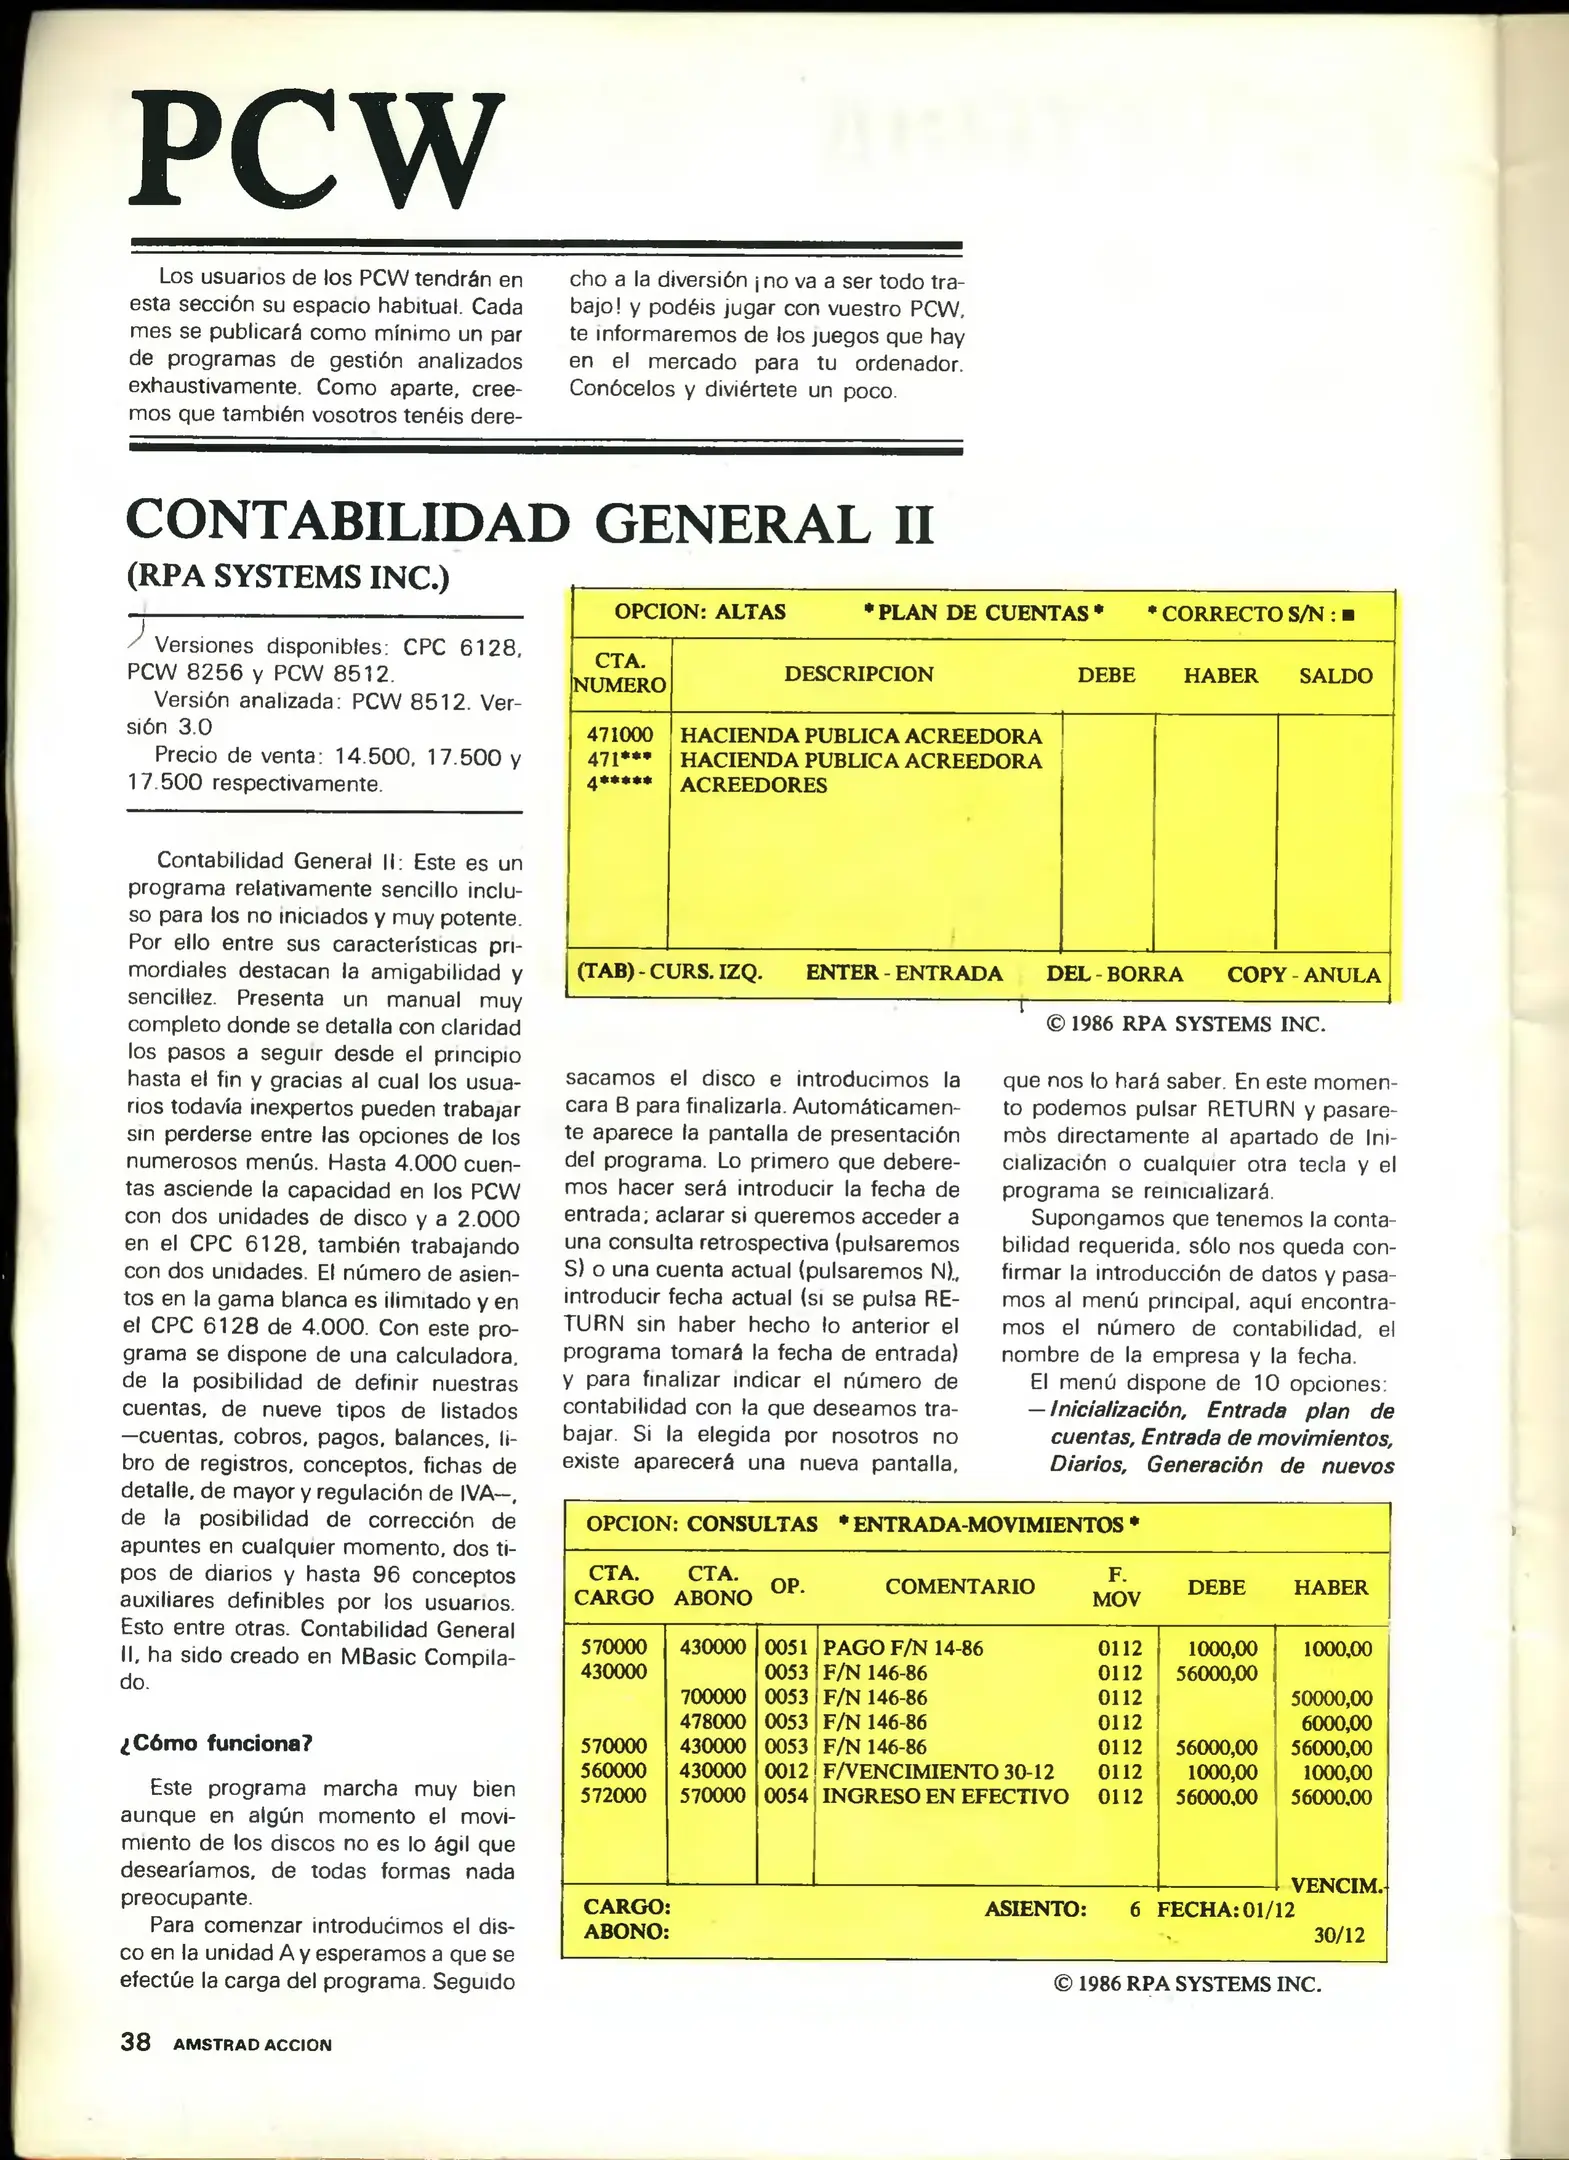 PCW
Los usuarios de los PCW tendrán en
esta sección su espacio habitual. Cada
mes se publicará como mínimo un par
de programas de gestión analizados
exhaustivamente. Como aparte, cree-
mos que también vosotros tenéis dere-
cho a la diversión ¡no va a ser todo tra-
bajo! y podéis jugar con vuestro PCW,
te informaremos de los juegos que hay
en el mercado para tu ordenador.
Conócelos y diviértete un poco.
CONTABILIDAD GENERAL II
(RPA SYSTEMS INC.)
Versiones disponibles: CPC 6128,
PCW 8256 y PCW 8512.
Versión analizada: PCW 8512. Ver-
sión 3.0
Precio de venta: 14.500, 17.500 y
17.500 respectivamente.
Contabilidad General II: Este es un
programa relativamente sencillo inclu-
so para los no iniciados y muy potente.
Por ello entre sus características pri-
mordiales destacan la amigabilidad y
sencillez. Presenta un manual muy
completo donde se detalla con claridad
los pasos a seguir desde el principio
hasta el fin y gracias al cual los usua-
rios todavía inexpertos pueden trabajar
sin perderse entre las opciones de los
numerosos menús. Hasta 4.000 cuen-
tas asciende la capacidad en los PCW
con dos unidades de disco y a 2.000
en el CPC 6128, también trabajando
con dos unidades. El número de asien-
tos en la gama blanca es ilimitado y en
el CPC 6128 de 4.000. Con este pro-
grama se dispone de una calculadora,
de la posibilidad de definir nuestras
cuentas, de nueve tipos de listados
—cuentas, cobros, pagos, balances, li-
bro de registros, conceptos, fichas de
detalle, de mayor y regulación de IVA—,
de la posibilidad de corrección de
apuntes en cualquier momento, dos ti-
pos de diarios y hasta 96 conceptos
auxiliares definibles por los usuarios.
Esto entre otras. Contabilidad General
II, ha sido creado en MBasic Compila-
do.
¿Cómo funciona?
Este programa marcha muy bien
aunque en algún momento el movi-
miento de los discos no es lo ágil que
desearíamos, de todas formas nada
preocupante.
Para comenzar introducimos el dis-
co en la unidad A y esperamos a que se
efectúe la carga del programa. Seguido
OPCION: ALTAS *PLAN DE CUENTAS* *CORRECTO S/N : ■
CTA. NUMERO DESCRIPCION DEBE HABER SALDO
471000 HACIENDA PUBLICA ACREEDORA
471*** HACIENDA PUBLICA ACREEDORA
4***** ACREEDORES
(TAB) - CURS. IZQ. ENTER - ENTRADA DEL - BORRA COPY - ANULA
© 1986 RPA SYSTEMS INC.
sacamos el disco e introducimos la
cara B para finalizarla. Automáticamen-
te aparece la pantalla de presentación
del programa. Lo primero que debere-
mos hacer será introducir la fecha de
entrada; aclarar si queremos acceder a
una consulta retrospectiva (pulsaremos
S) o una cuenta actual (pulsaremos N).,
introducir fecha actual (si se pulsa RE-
TURN sin haber hecho lo anterior el
programa tomará la fecha de entrada)
y para finalizar indicar el número de
contabilidad con la que deseamos tra-
bajar. Si la elegida por nosotros no
existe aparecerá una nueva pantalla,
que nos lo hará saber. En este momen-
to podemos pulsar RETURN y pasare-
mòs directamente al apartado de Ini-
cialización o cualquier otra tecla y el
programa se reinicializará.
Supongamos que tenemos la conta-
bilidad requerida, sólo nos queda con-
firmar la introducción de datos y pasa-
mos al menú principal, aquí encontra-
mos el número de contabilidad, el
nombre de la empresa y la fecha.
El menú dispone de 10 opciones:
— Inicialización, Entrada plan de
cuentas, Entrada de movimientos,
Diarios, Generación de nuevos
OPCION: CONSULTAS *ENTRADA-MOVIMIENTOS*
CTA. CARGO CTA. ABONO OP. COMENTARIO F. MOV DEBE HABER
570000 430000 0051 PAGO F/N 14-86 0112 1000,00 1000,00
430000 0053 F/N 146-86 0112 56000,00
700000 0053 F/N 146-86 0112 50000,00
478000 0053 F/N 146-86 0112 6000,00
570000 430000 0053 F/N 146-86 0112 56000,00 56000,00
560000 430000 0012 F/VENCIMIENTO 30-12 0112 1000,00 1000,00
572000 570000 0054 INGRESO EN EFECTIVO 0112 56000.00 56000.00
VENCIM.
CARGO: ASIENTO: 6 FECHA: 01/12
ABONO: 30/12
© 1986 RPA SYSTEMS INC.
38 AMSTRAD ACCION